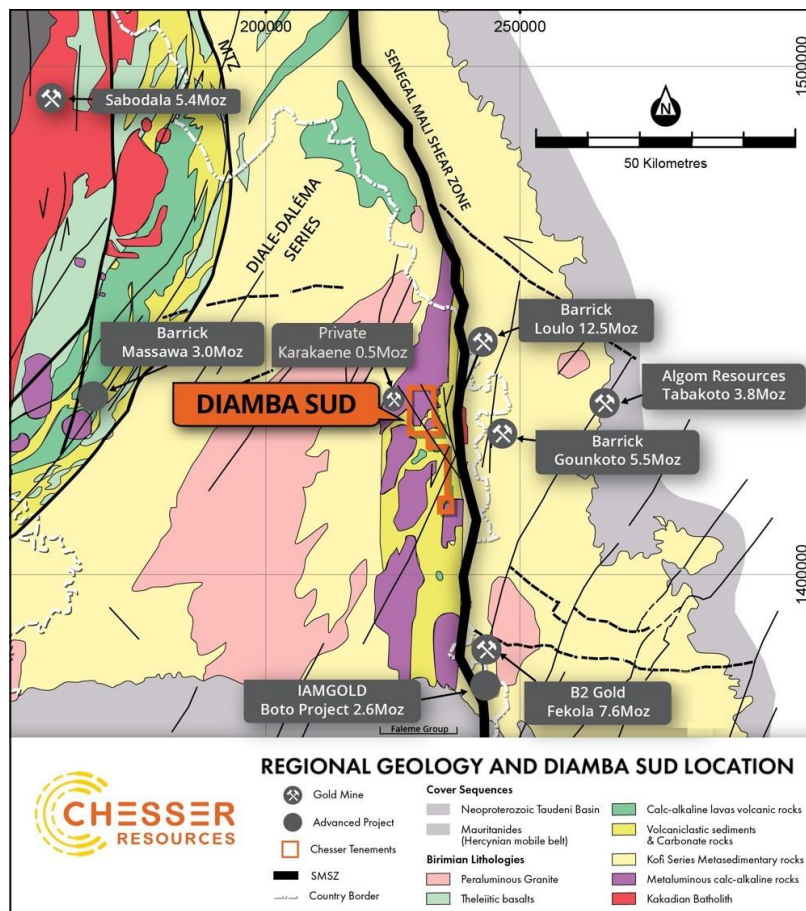 200000
250000
MTZ
1500000
Sabodala 5.4Moz
SENEGAL MALI SHEAR ZONE
N
50 Kilometres
DIALE-DALÉMA
SERIES
Barrick
Massawa 3.0Moz
Private
Karakaene 0.5Moz
Barrick
Loulo 12.5Moz
DIAMBA SUD
Algom Resources
Tabakoto 3.8Moz
Barrick
Gounkoto 5.5Moz
1400000
IAMGOLD
Boto Project 2.6Moz
B2 Gold
Fekola 7.6Moz
Faleme Group
CHESSER
RESOURCES
REGIONAL GEOLOGY AND DIAMBA SUD LOCATION
Gold Mine
Advanced Project
Chesser Tenements
SMSZ
Country Border
Cover Sequences
Neoproterozoic Taudeni Basin
Mauritanides
(Hercynian mobile belt)
Birimian Lithologies
Peraluminous Granite
Theleiitic basalts
Calc-alkaline lavas volcanic rocks
Volcaniclastic sediments
& Carbonate rocks
Kofi Series Metasedimentary rocks
Metaluminous calc-alkaline rocks
Kakadian Batholith